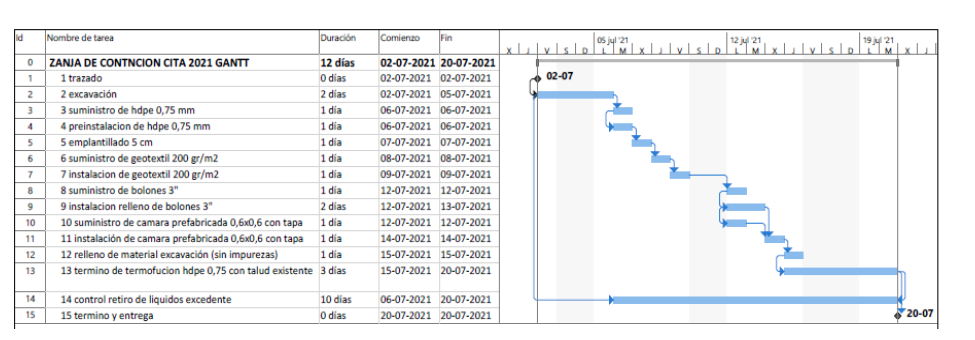 Id Nombre de tarea Duración Comienzo Fin 05 jul '21 12 jul '21 19 jul '21
X J V S D L M X J V S D L M X J V S D L M X J
0 ZANJA DE CONTNCION CITA 2021 GANTT 12 días 02-07-2021 20-07-2021
1 1 trazado 0 días 02-07-2021 02-07-2021 02-07
2 2 excavación 2 días 02-07-2021 05-07-2021
3 3 suministro de hdpe 0,75 mm 1 día 06-07-2021 06-07-2021
4 4 preinstalacion de hdpe 0,75 mm 1 día 06-07-2021 06-07-2021
5 5 emplantillado 5 cm 1 día 07-07-2021 07-07-2021
6 6 suministro de geotextil 200 gr/m2 1 día 08-07-2021 08-07-2021
7 7 instalacion de geotextil 200 gr/m2 1 día 09-07-2021 09-07-2021
8 8 suministro de bolones 3" 1 día 12-07-2021 12-07-2021
9 9 instalacion relleno de bolones 3" 2 días 12-07-2021 13-07-2021
10 10 suministro de camara prefabricada 0,6x0,6 con tapa 1 día 12-07-2021 12-07-2021
11 11 instalación de camara prefabricada 0,6x0,6 con tapa 1 día 14-07-2021 14-07-2021
12 12 relleno de material excavación (sin impurezas) 1 día 15-07-2021 15-07-2021
13 13 termino de termofucion hdpe 0,75 con talud existente 3 días 15-07-2021 20-07-2021
14 14 control retiro de liquidos excedente 10 días 06-07-2021 20-07-2021
15 15 termino y entrega 0 días 20-07-2021 20-07-2021 20-07